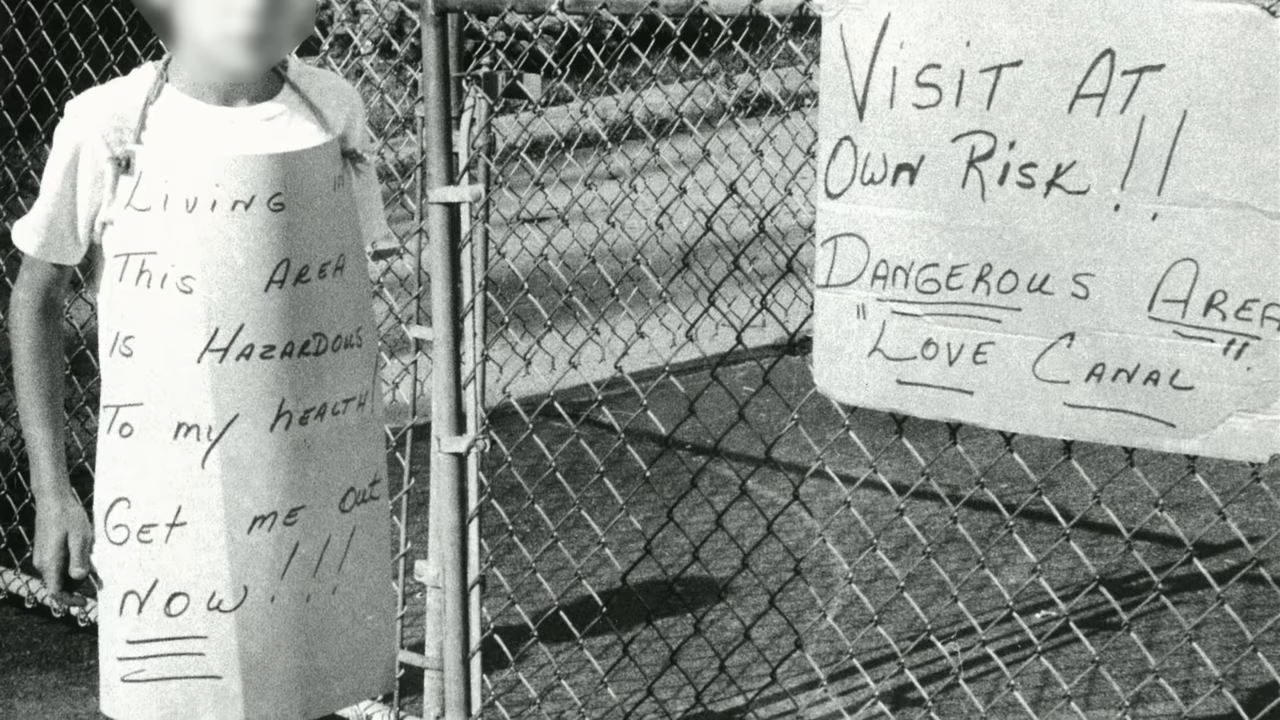 Living in
This AREA
is HAZARDOUS
To my hEALTH
Get me out
NOW!!!
VISIT AT
OWN RISK!!
DANGEROUS AREA
"LOVE CANAL".